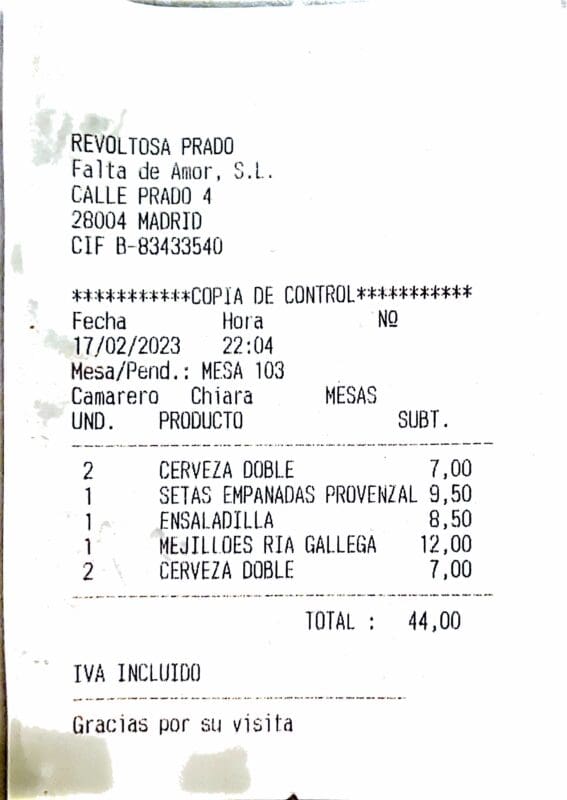 REVOLTOSA PRADO
Falta de Amor, S.L.
CALLE PRADO 4
28004 MADRID
CIF B-83433540
***********COPIA DE CONTROL***********
Fecha Hora Nº
17/02/2023 22:04
Mesa/Pend.: MESA 103
Camarero Chiara MESAS
UND. PRODUCTO SUBT.
2 CERVEZA DOBLE 7,00
1 SETAS EMPANADAS PROVENZAL 9,50
1 ENSALADILLA 8,50
1 MEJILLOES RIA GALLEGA 12,00
2 CERVEZA DOBLE 7,00
TOTAL : 44,00
IVA INCLUIDO
Gracias por su visita